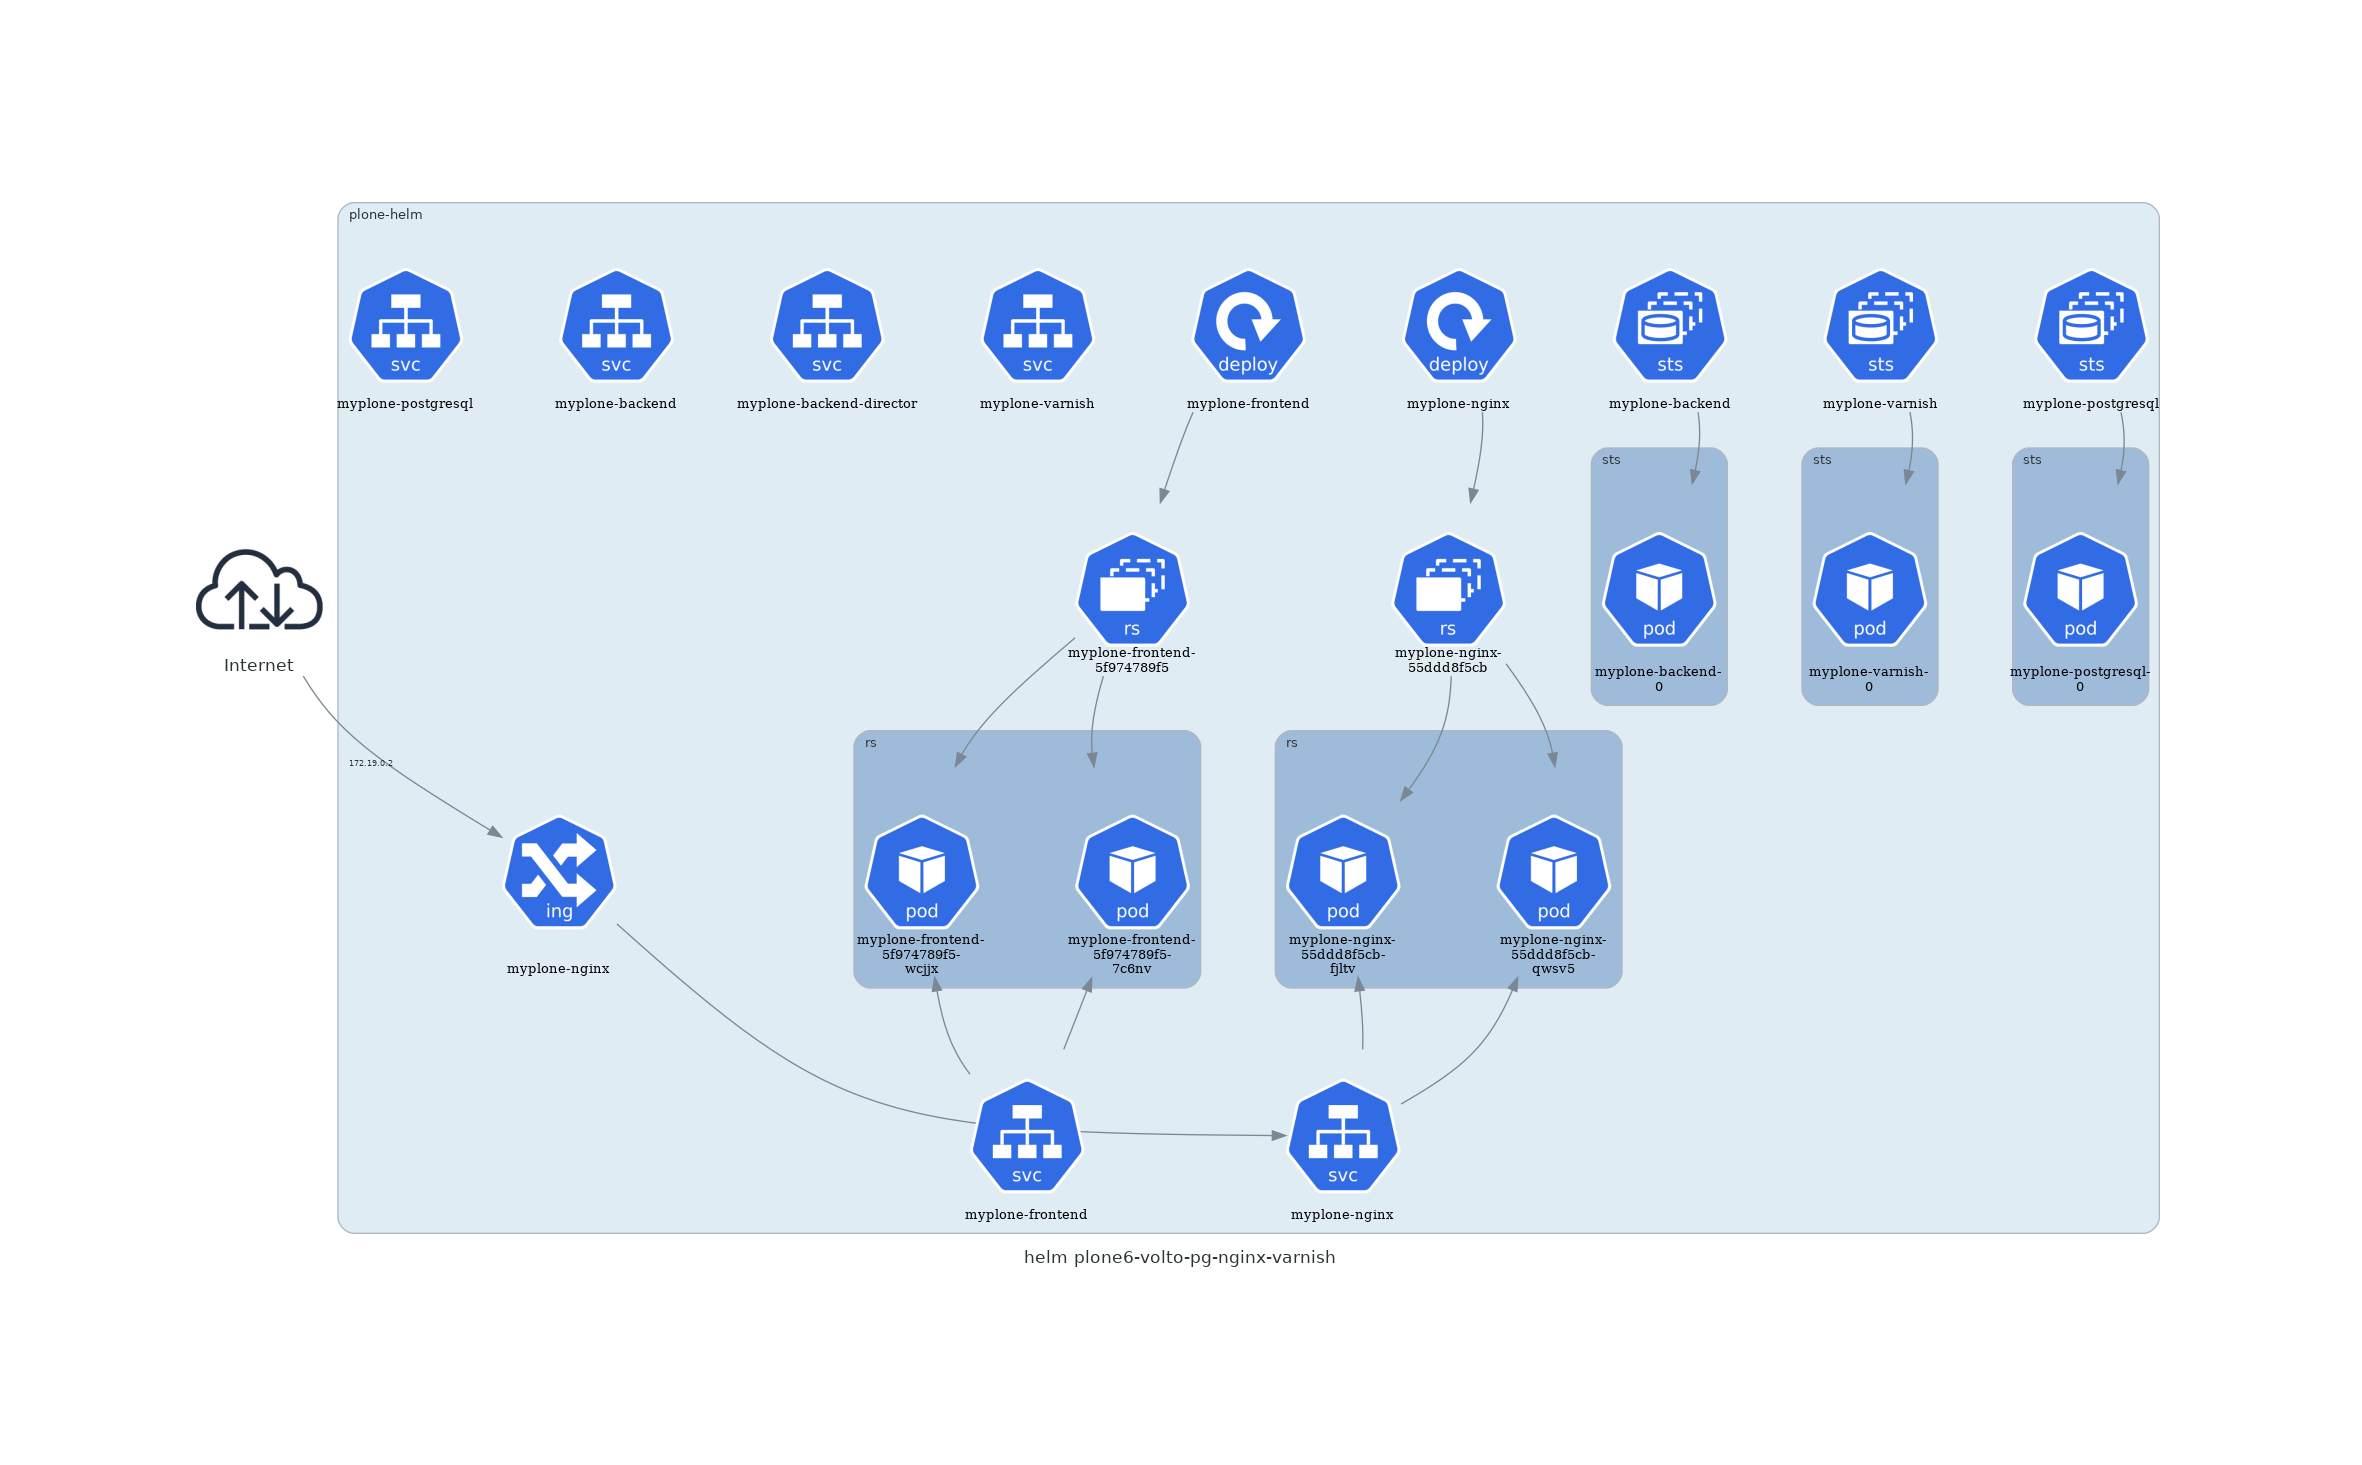 plone-helm
svc
svc
svc
svc
deploy
deploy
sts
sts
sts
myplone-postgresql
myplone-backend
myplone-backend-director
myplone-varnish
myplone-frontend
myplone-nginx
myplone-backend
myplone-varnish
myplone-postgresql
sts
sts
sts
rs
rs
pod
pod
pod
myplone-frontend-
5f974789f5
myplone-nginx-
55ddd8f5cb
myplone-backend-
0
myplone-varnish-
0
myplone-postgresql-
0
Internet
172.19.0.2
rs
rs
ing
pod
pod
pod
pod
myplone-nginx
myplone-frontend-
5f974789f5-
wcjjx
myplone-frontend-
5f974789f5-
7c6nv
myplone-nginx-
55ddd8f5cb-
fjltv
myplone-nginx-
55ddd8f5cb-
qwsv5
svc
svc
myplone-frontend
myplone-nginx
helm plone6-volto-pg-nginx-varnish